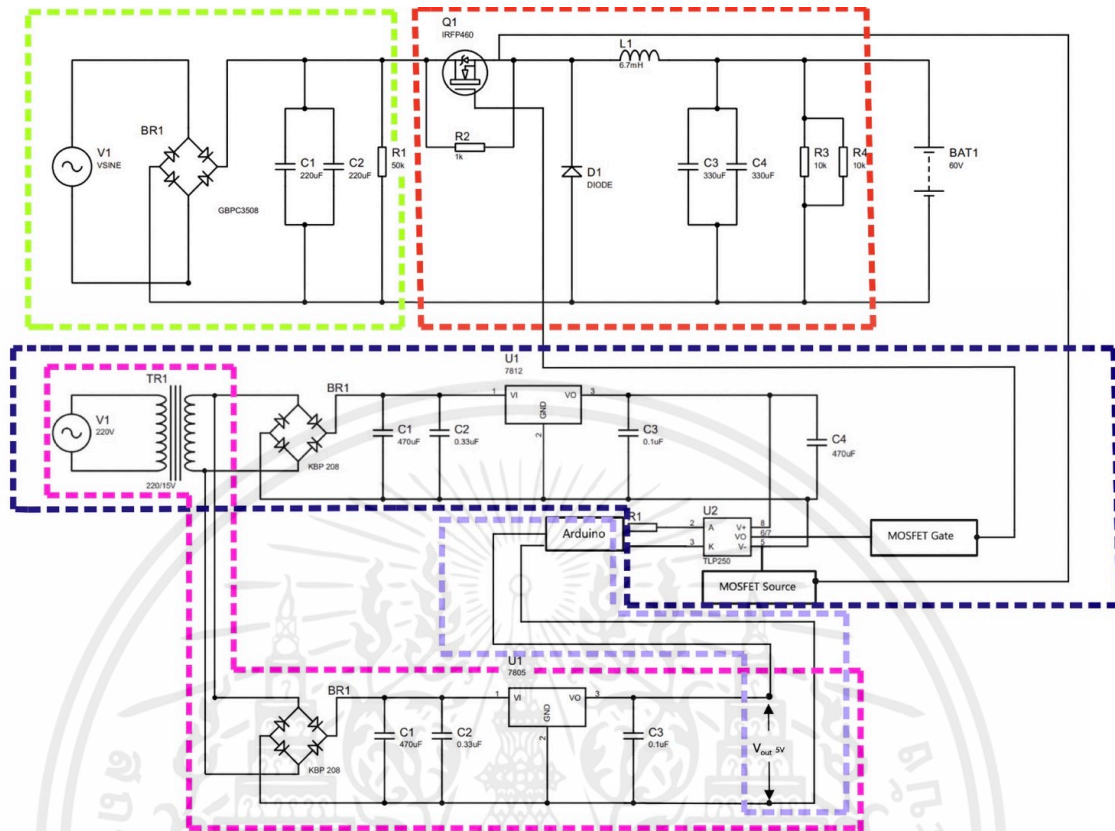 Q1
IRFP460
L1
6.7mH
BR1
V1
VSINE
GBPC3508
C1
220uF
C2
220uF
R1
50k
R2
1k
D1
DIODE
C3
330uF
C4
330uF
R3
10k
R4
10k
BAT1
60V
TR1
V1
220V
220/15V
BR1
KBP 208
C1
470uF
C2
0.33uF
U1
7812
1
VI
VO
3
GND
2
C3
0.1uF
C4
470uF
Arduino
R1
U2
2
A
V+
8
VO
6/7
3
K
V-
5
TLP250
MOSFET Gate
MOSFET Source
BR1
KBP 208
C1
470uF
C2
0.33uF
U1
7805
1
VI
VO
3
GND
2
C3
0.1uF
Vout 5V